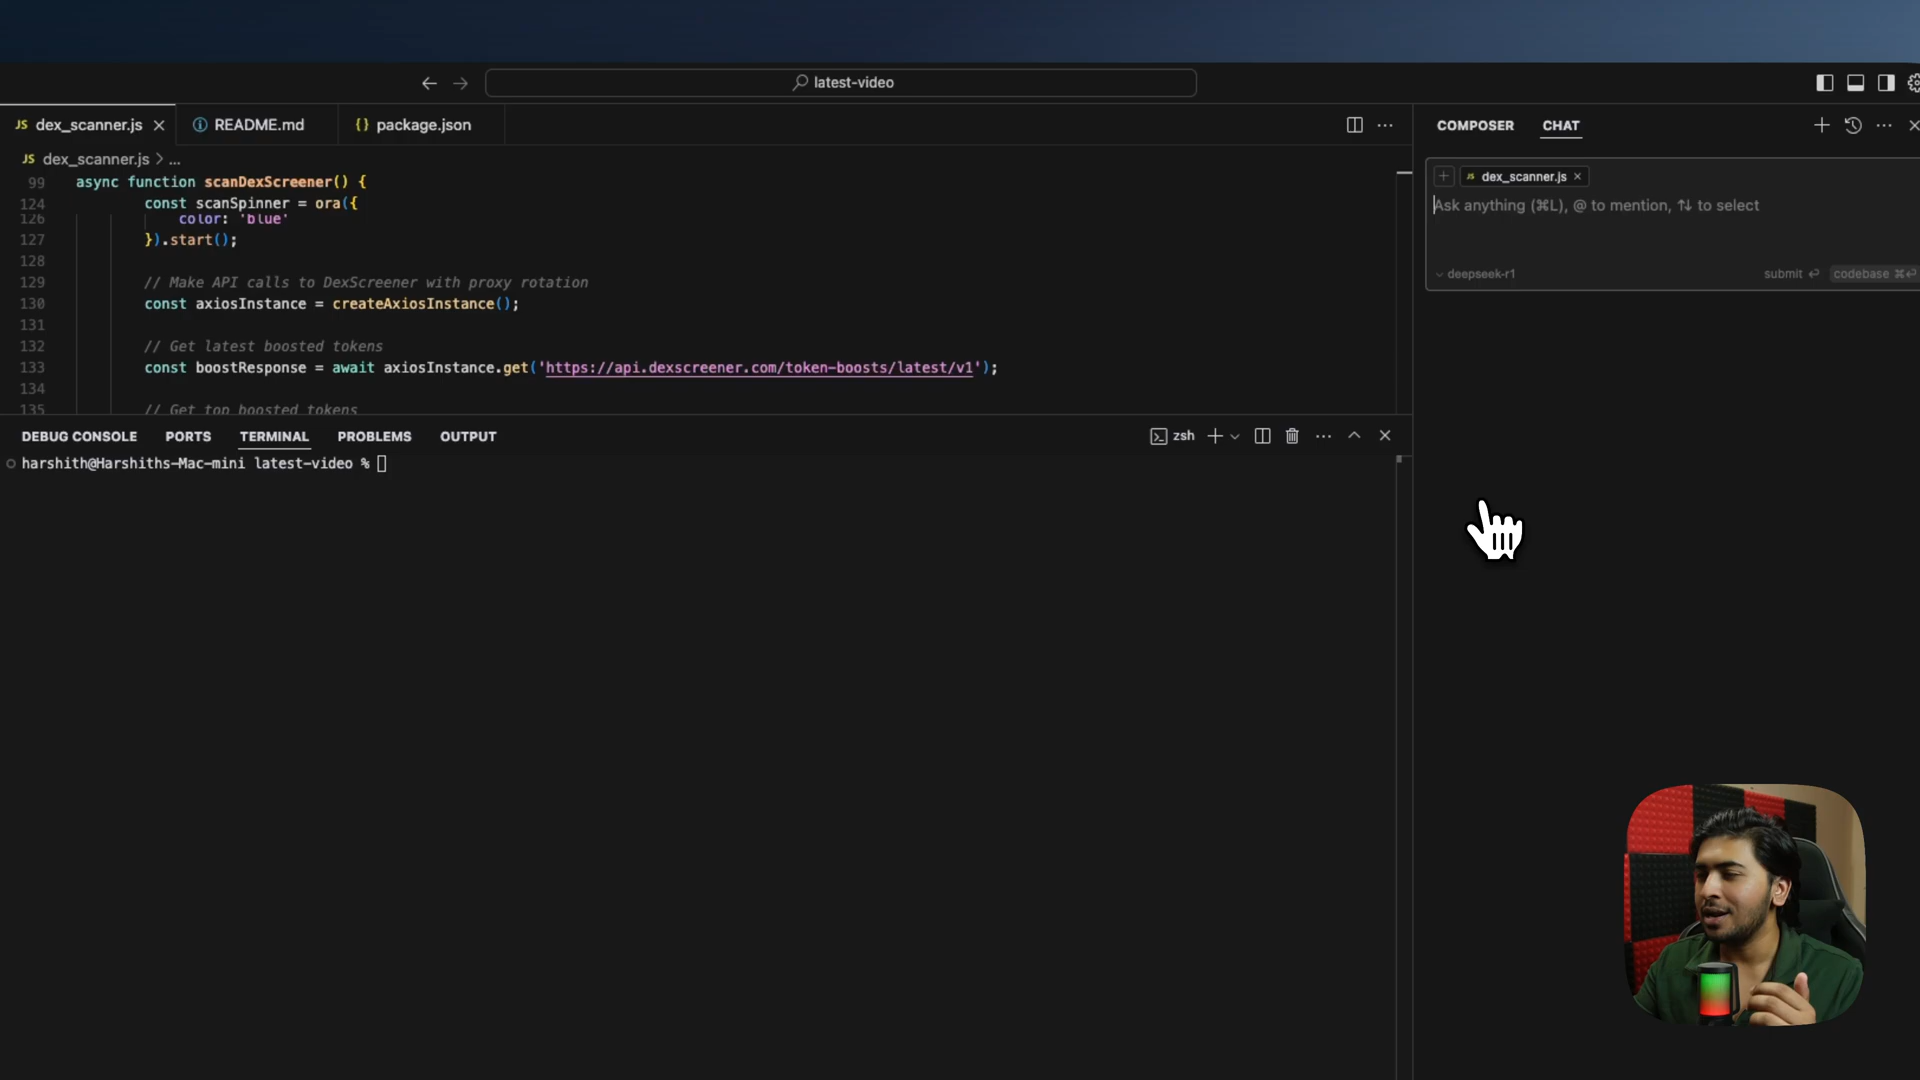 latest-video
JS dex_scanner.js
README.md
{} package.json
COMPOSER CHAT
JS dex_scanner.js > ...
99 async function scanDexScreener() {
124 const scanSpinner = ora({
126 color: 'blue'
127 }).start();
128
129 // Make API calls to DexScreener with proxy rotation
130 const axiosInstance = createAxiosInstance();
131
132 // Get latest boosted tokens
133 const boostResponse = await axiosInstance.get('https://api.dexscreener.com/token-boosts/latest/v1');
134
135 // Get top boosted tokens
JS dex_scanner.js
Ask anything (⌘L), @ to mention, ↑↓ to select
deepseek-r1 submit ↵ codebase ⌘↵
DEBUG CONSOLE PORTS TERMINAL PROBLEMS OUTPUT
zsh
harshith@Harshiths-Mac-mini latest-video %